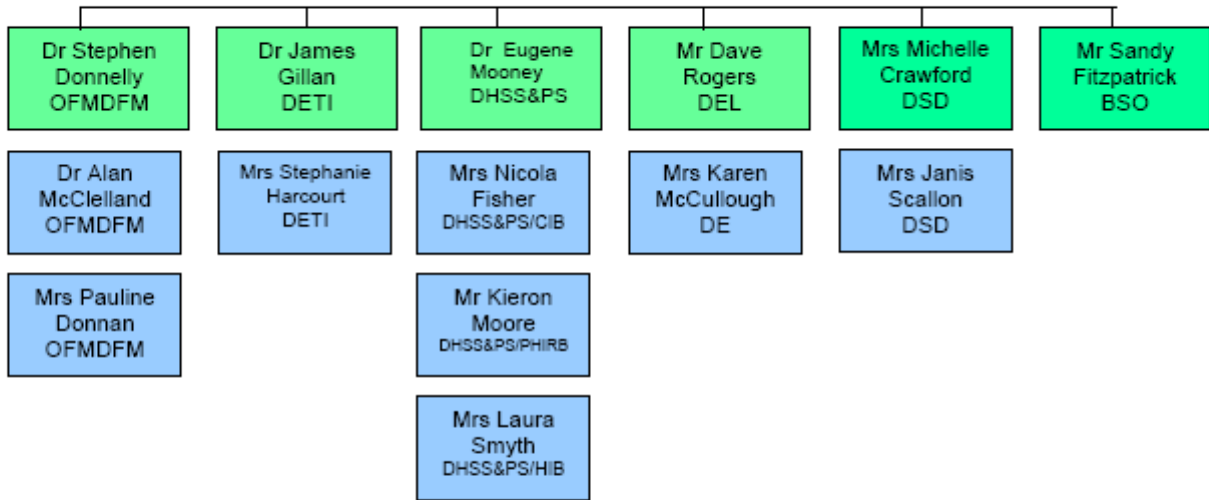 Dr Stephen
Donnelly
OFMDFM
Dr James
Gillan
DETI
Dr Eugene
Mooney
DHSS&PS
Mr Dave
Rogers
DEL
Mrs Michelle
Crawford
DSD
Mr Sandy
Fitzpatrick
BSO
Dr Alan
McClelland
OFMDFM
Mrs Stephanie
Harcourt
DETI
Mrs Nicola
Fisher
DHSS&PS/CIB
Mrs Karen
McCullough
DE
Mrs Janis
Scallon
DSD
Mrs Pauline
Donnan
OFMDFM
Mr Kieron
Moore
DHSS&PS/PHIRB
Mrs Laura
Smyth
DHSS&PS/HIB